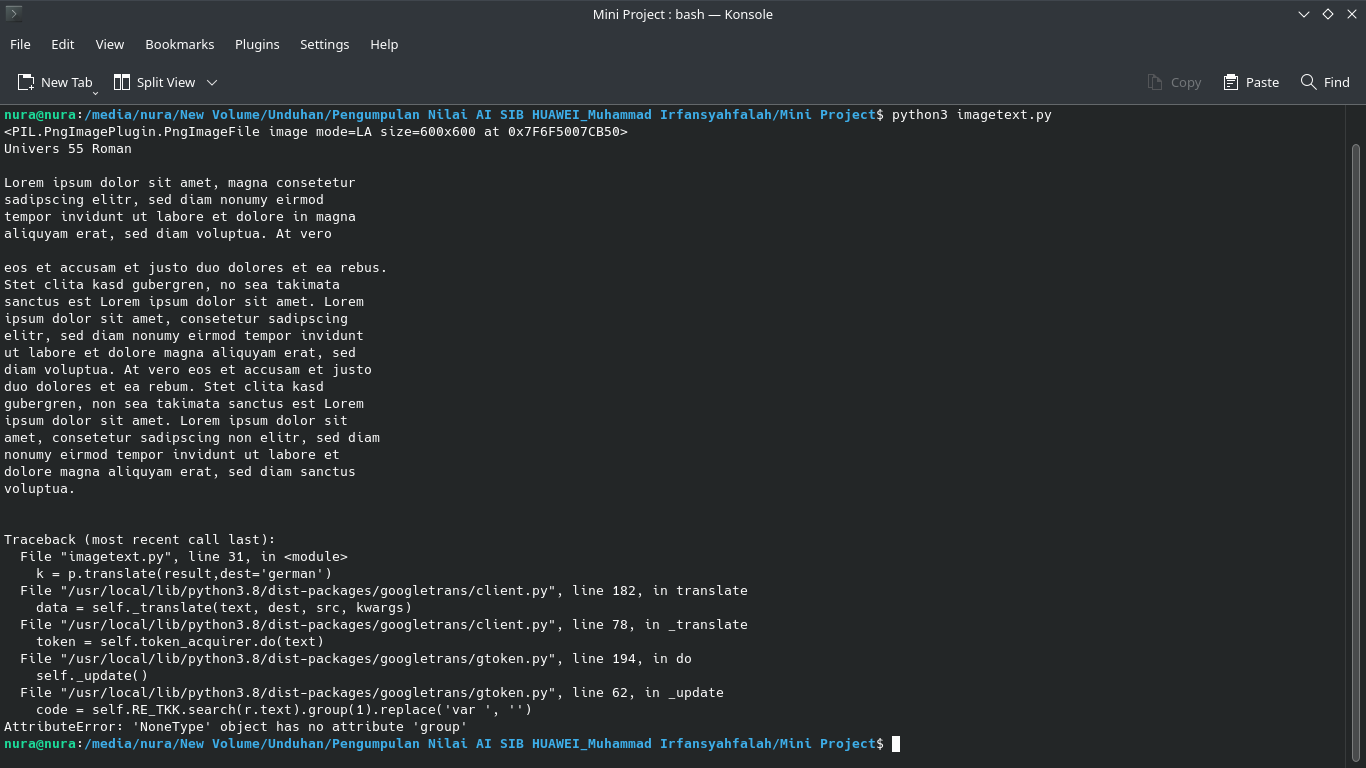 Mini Project : bash — Konsole
File Edit View Bookmarks Plugins Settings Help
New Tab Split View Copy Paste Find
nura@nura:/media/nura/New Volume/Unduhan/Pengumpulan Nilai AI SIB HUAWEI_Muhammad Irfansyahfalah/Mini Project$ python3 imagetext.py
<PIL.PngImagePlugin.PngImageFile image mode=LA size=600x600 at 0x7F6F5007CB50>
Univers 55 Roman
Lorem ipsum dolor sit amet, magna consetetur
sadipscing elitr, sed diam nonumy eirmod
tempor invidunt ut labore et dolore in magna
aliquyam erat, sed diam voluptua. At vero
eos et accusam et justo duo dolores et ea rebus.
Stet clita kasd gubergren, no sea takimata
sanctus est Lorem ipsum dolor sit amet. Lorem
ipsum dolor sit amet, consetetur sadipscing
elitr, sed diam nonumy eirmod tempor invidunt
ut labore et dolore magna aliquyam erat, sed
diam voluptua. At vero eos et accusam et justo
duo dolores et ea rebum. Stet clita kasd
gubergren, non sea takimata sanctus est Lorem
ipsum dolor sit amet. Lorem ipsum dolor sit
amet, consetetur sadipscing non elitr, sed diam
nonumy eirmod tempor invidunt ut labore et
dolore magna aliquyam erat, sed diam sanctus
voluptua.
Traceback (most recent call last):
  File "imagetext.py", line 31, in <module>
    k = p.translate(result,dest='german')
  File "/usr/local/lib/python3.8/dist-packages/googletrans/client.py", line 182, in translate
    data = self._translate(text, dest, src, kwargs)
  File "/usr/local/lib/python3.8/dist-packages/googletrans/client.py", line 78, in _translate
    token = self.token_acquirer.do(text)
  File "/usr/local/lib/python3.8/dist-packages/googletrans/gtoken.py", line 194, in do
    self._update()
  File "/usr/local/lib/python3.8/dist-packages/googletrans/gtoken.py", line 62, in _update
    code = self.RE_TKK.search(r.text).group(1).replace('var ', '')
AttributeError: 'NoneType' object has no attribute 'group'
nura@nura:/media/nura/New Volume/Unduhan/Pengumpulan Nilai AI SIB HUAWEI_Muhammad Irfansyahfalah/Mini Project$